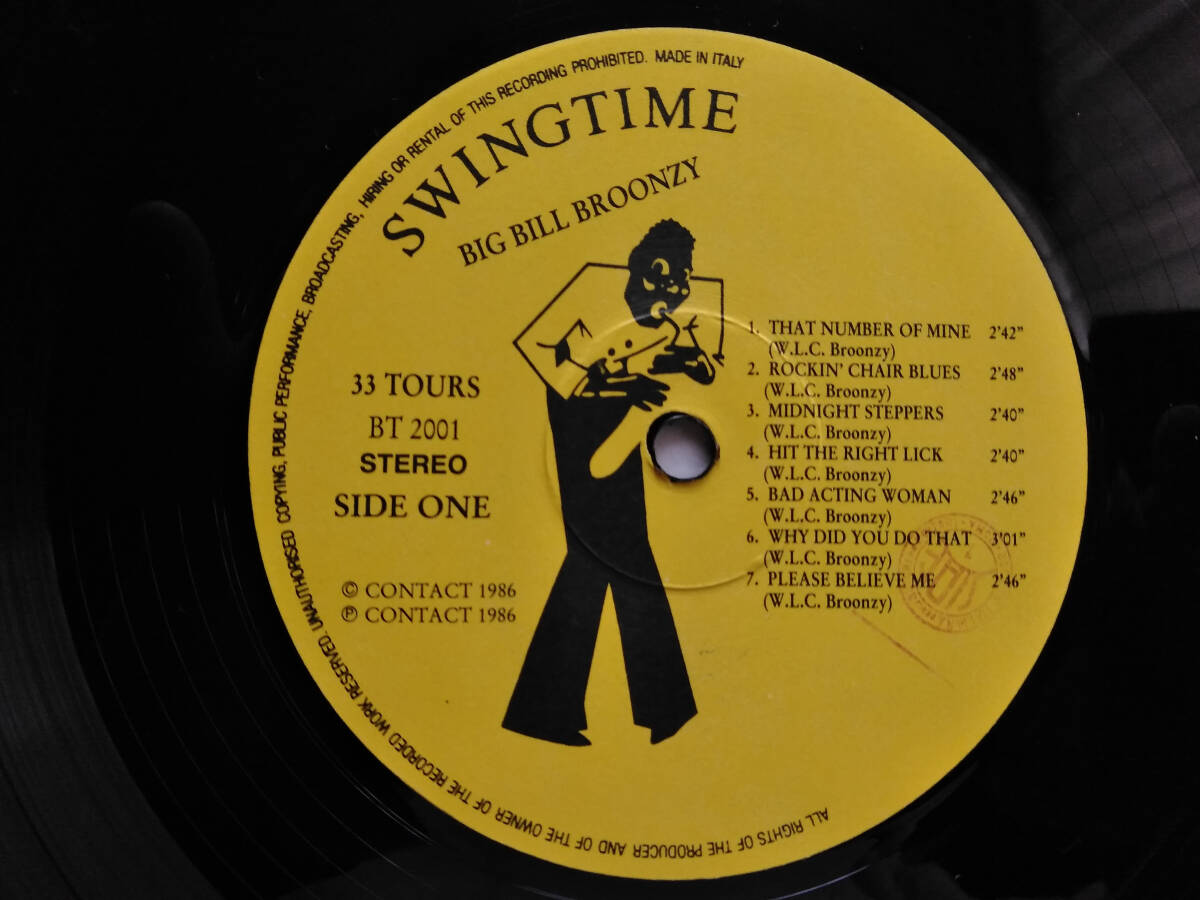 ALL RIGHTS OF THE PRODUCER AND OF THE OWNER OF THE RECORDED WORK RESERVED. UNAUTHORISED COPYING, PUBLIC PERFORMANCE, BROADCASTING, HIRING OR RENTAL OF THIS RECORDING PROHIBITED. MADE IN ITALY
SWINGTIME
BIG BILL BROONZY
33 TOURS
BT 2001
STEREO
SIDE ONE
© CONTACT 1986
℗ CONTACT 1986
1. THAT NUMBER OF MINE 2'42"
(W.L.C. Broonzy)
2. ROCKIN' CHAIR BLUES 2'48"
(W.L.C. Broonzy)
3. MIDNIGHT STEPPERS 2'40"
(W.L.C. Broonzy)
4. HIT THE RIGHT LICK 2'40"
(W.L.C. Broonzy)
5. BAD ACTING WOMAN 2'46"
(W.L.C. Broonzy)
6. WHY DID YOU DO THAT 3'01"
(W.L.C. Broonzy)
7. PLEASE BELIEVE ME 2'46"
(W.L.C. Broonzy)